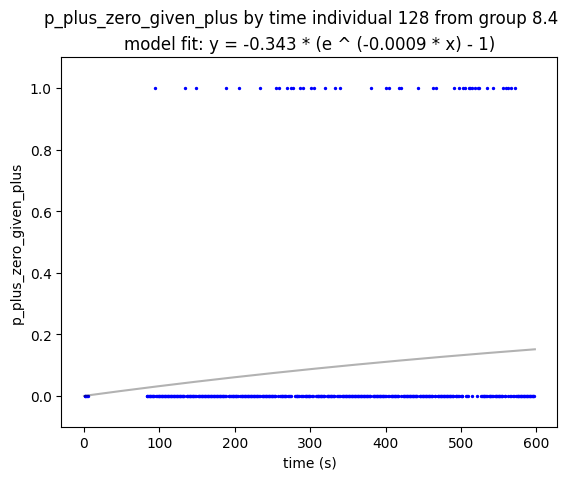 p_plus_zero_given_plus by time individual 128 from group 8.4
model fit: y = -0.343 * (e ^ (-0.0009 * x) - 1)
1.0
0.8
0.6
0.4
0.2
0.0
p_plus_zero_given_plus
0 100 200 300 400 500 600
time (s)